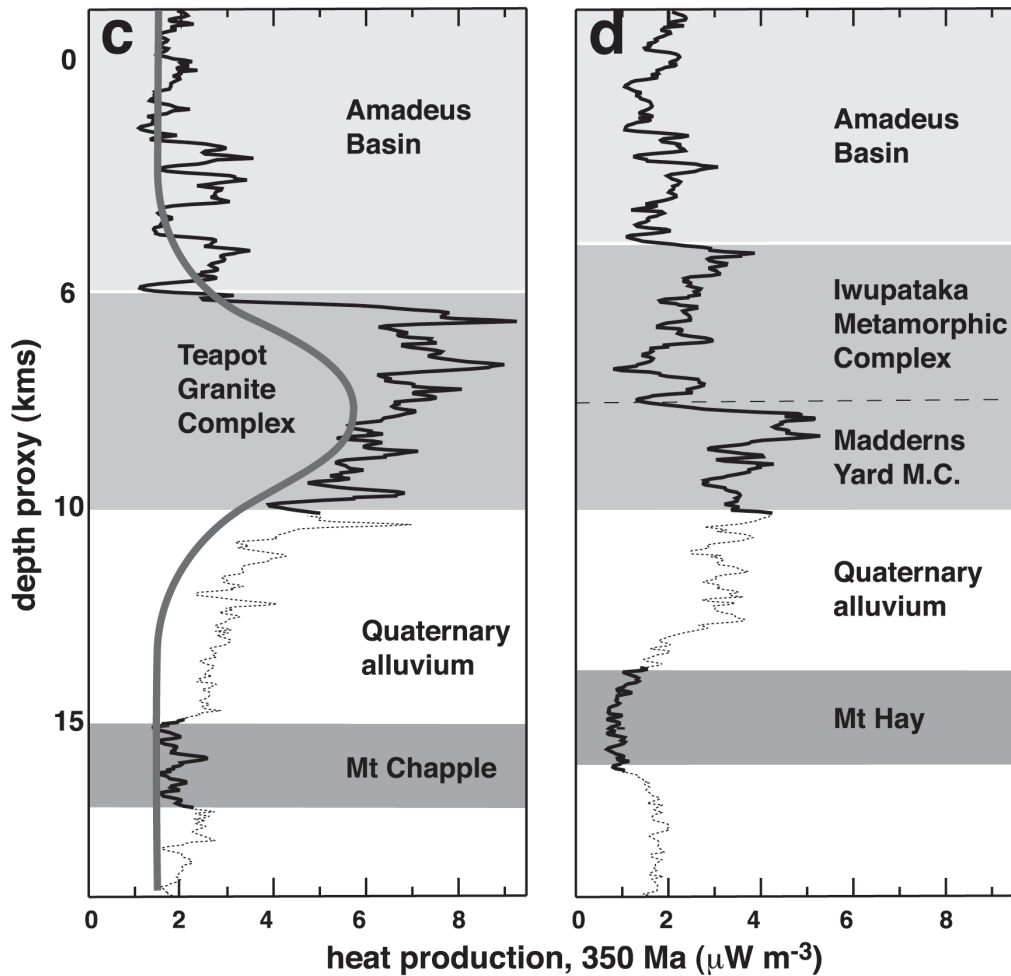 c
d
0
6
10
15
depth proxy (kms)
Amadeus
Basin
Teapot
Granite
Complex
Quaternary
alluvium
Mt Chapple
Amadeus
Basin
Iwupataka
Metamorphic
Complex
Madderns
Yard M.C.
Quaternary
alluvium
Mt Hay
0 2 4 6 8
0 2 4 6 8
heat production, 350 Ma (μW m⁻³)